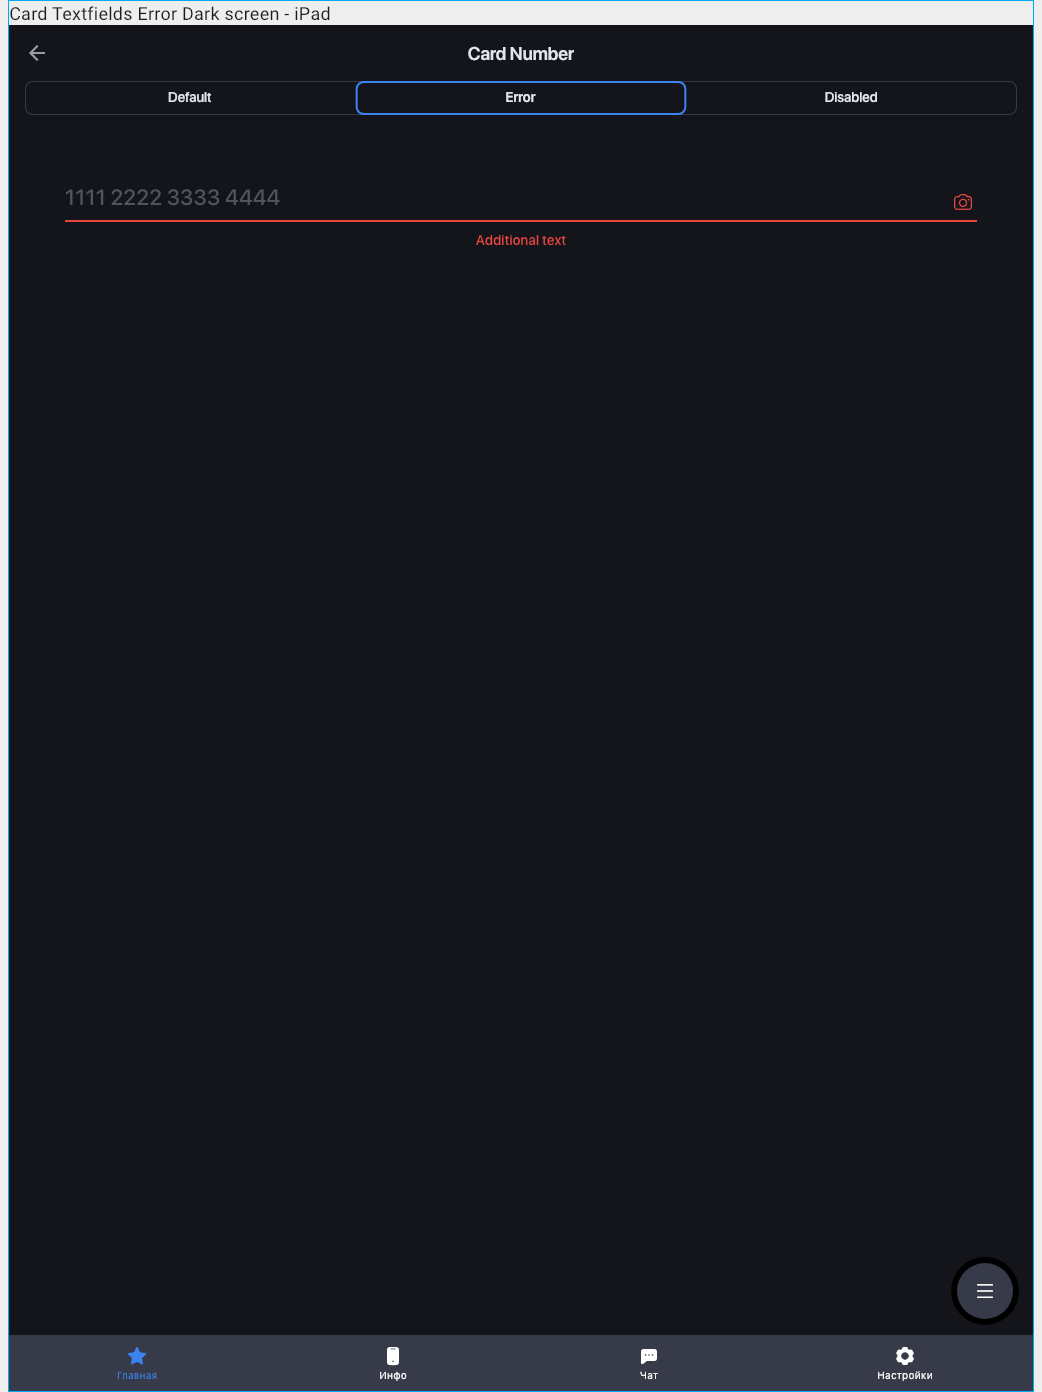 Card Textfields Error Dark screen - iPad
Card Number
Default Error Disabled
1111 2222 3333 4444
Additional text
Главная Инфо Чат Настройки